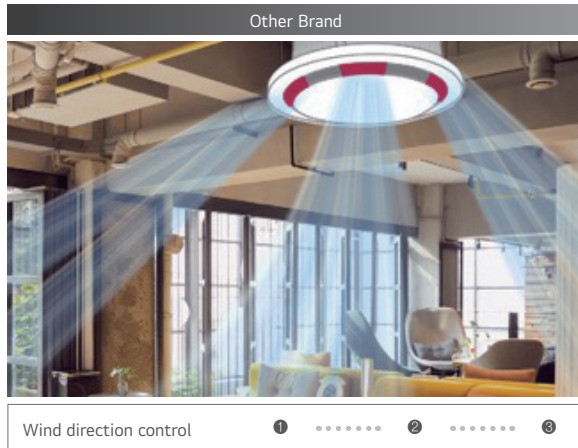 Other Brand
Wind direction control ❶ ······· ❷ ······· ❸